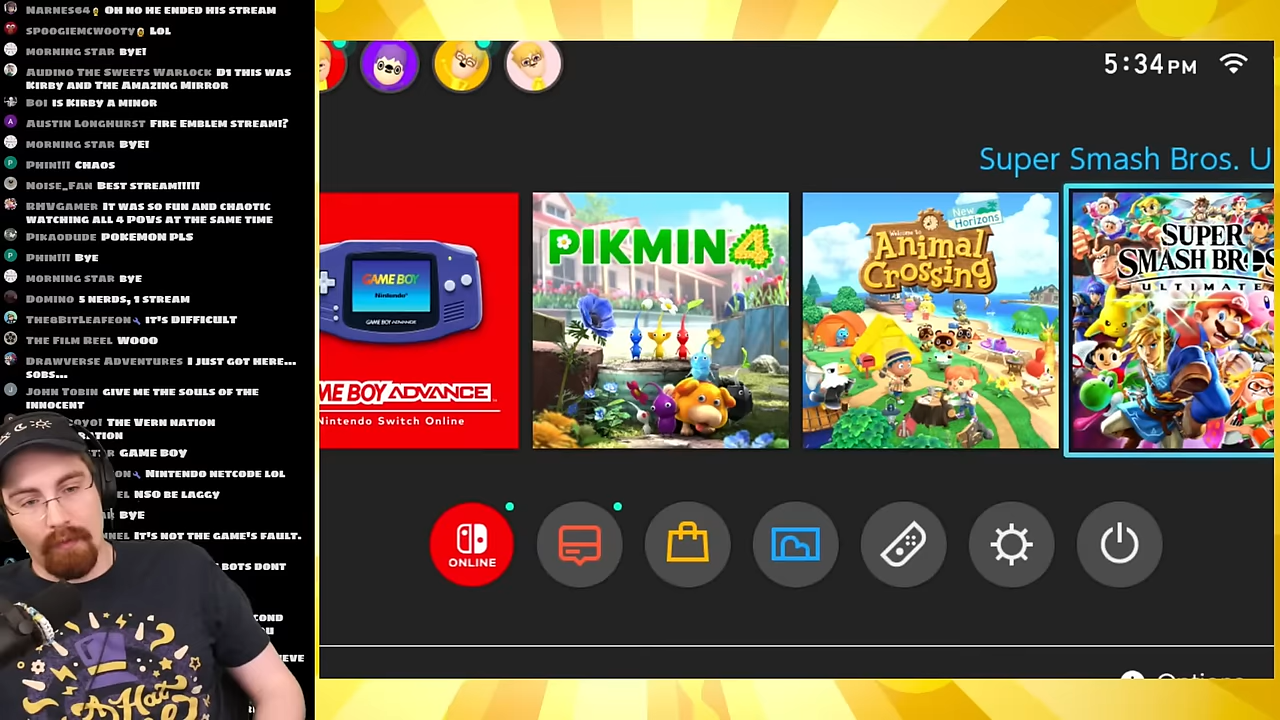 Narnes64 Oh no he ended his stream
SpoogieMcWooty LOL
morning star bye!
Audino The Sweets Warlock D1 this was
Kirby and The Amazing Mirror
Boi is Kirby a minor
Austin Longhurst Fire Emblem stream!?
morning star bye!
Phin!!! Chaos
Noise_Fan Best stream!!!!!
RHVGamer It was so fun and chaotic
watching all 4 POVs at the same time
Pikaodude POKEMON PLS
Phin!!! Bye
morning star bye
Domino 5 nerds, 1 stream
The8BitLeafeon it's difficult
The Film Reel Wooo
Drawverse Adventures I just got here...
sobs...
John Tobin give me the souls of the
innocent
The Vern nation
Game Boy
Nintendo netcode lol
NSO be laggy
bye
It's not the game's fault.
bots dont
5:34 PM
Super Smash Bros. U
GAME BOY
Nintendo
GAME BOY ADVANCE
ME BOY ADVANCE
Nintendo Switch Online
PIKMIN 4
Welcome to
Animal
Crossing
New
Horizons
SUPER
SMASH BROS
ULTIMATE
ONLINE
Options
A Hat